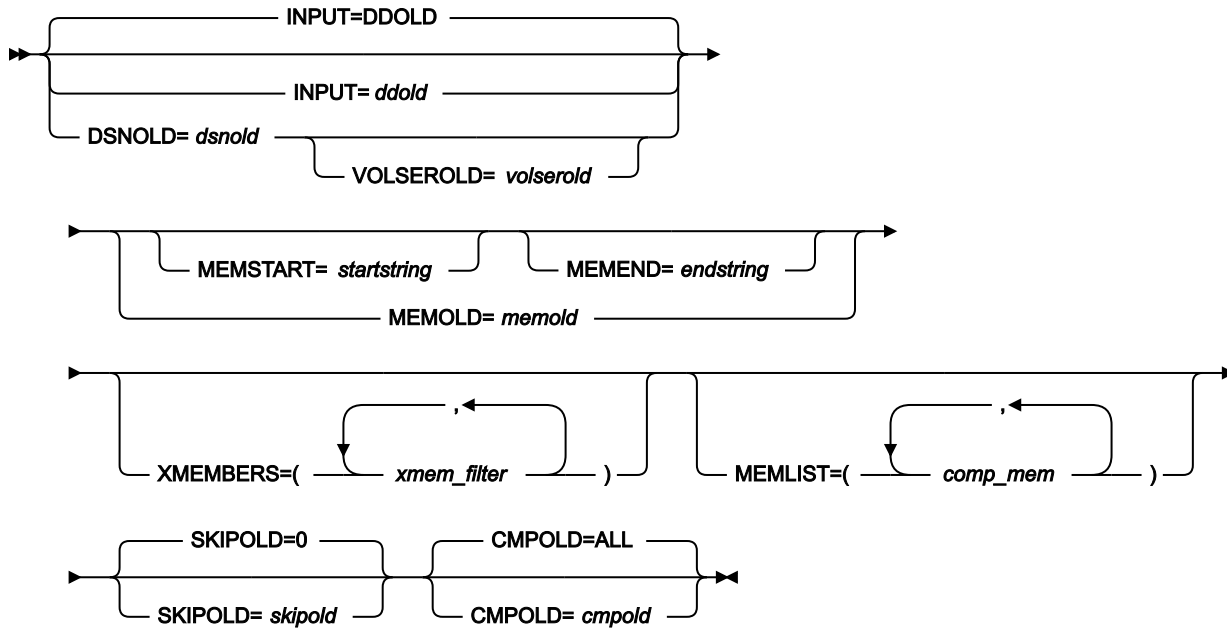 INPUT=DDOLD
INPUT= ddold
DSNOLD= dsnold
VOLSEROLD= volserold
MEMSTART= startstring MEMEND= endstring
MEMOLD= memold
, ,
XMEMBERS=( xmem_filter ) MEMLIST=( comp_mem )
SKIPOLD=0 CMPOLD=ALL
SKIPOLD= skipold CMPOLD= cmpold